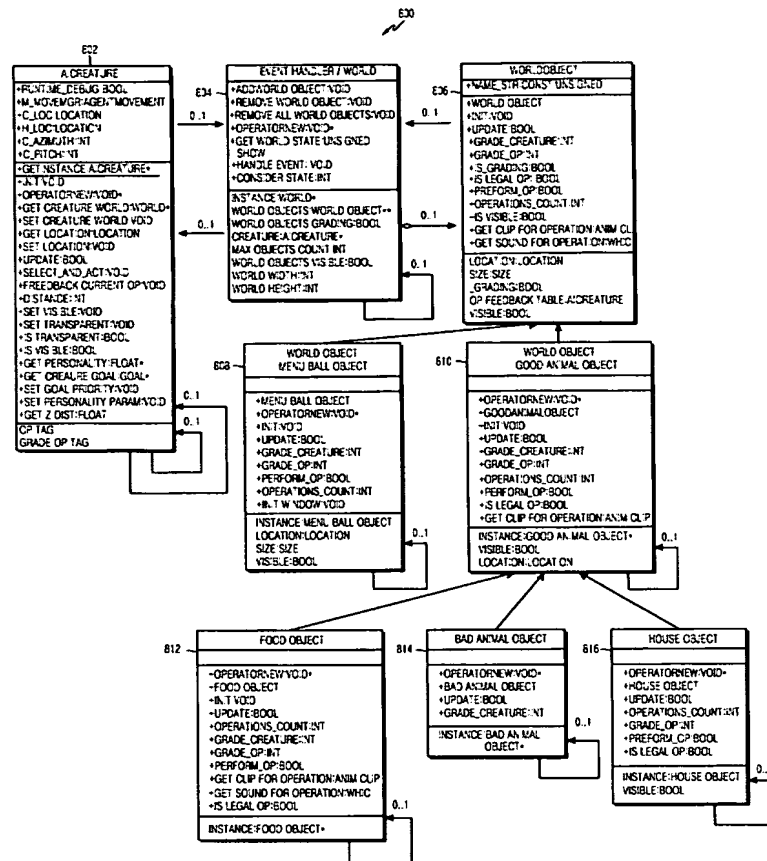 800
802
A.CREATURE
+RUNTIME_DEBUG:BOOL
+M_MOVEMGR:AGENTMOVEMENT
+C_LOC:LOCATION
+H_LOC:LOCATION
+C_AZIMUTH:INT
+C_PITCH:INT
+GET INSTANCE A.CREATURE*
+INIT:VOID
+OPERATORNEW:VOID*
+GET CREATURE WORLD:WORLD*
+SET CREATURE WORLD VOID
+GET LOCATION:LOCATION
+SET LOCATION:VOID
+UPDATE:BOOL
+SELECT_AND_ACT:VOID
+FREEDBACK CURRENT OP:VOID
+DISTANCE:INT
+SET VISIBLE:VOID
+SET TRANSPARENT:VOID
+IS TRANSPARENT:BOOL
+IS VISIBLE:BOOL
+GET PERSONALITY:FLOAT*
+GET CREAURE GOAL:GOAL*
+SET GOAL PRIORITY:VOID
+SET PERSONALITY PARAM:VOID
+GET Z DIST:FLOAT
OP TAG
GRADE OP TAG
0..1
0..1
0..1
0..1
804
EVENT HANDLER / WORLD
+ADDWORLD OBJECT:VOID
+REMOVE WORLD OBJECT:VOID
+REMOVE ALL WORLD OBJECTS:VOID
+OPERATORNEW:VOID*
+GET WORLD STATE:UNSIGNED
SHOW
+HANDLE EVENT: VOID
+CONSIDER STATE:INT
INSTANCE:WORLD*
WORLD OBJECTS:WORLD OBJECT**
WORLD OBJECTS GRADING:BOOL
CREATURE:A.CREATURE*
MAX OBJECTS COUNT INT
WORLD OBJECTS VISIBLE:BOOL
WORLD WIDTH:INT
WORLD HEIGHT:INT
0..1
0..1
0..1
806
WORLDOBJECT
+NAME_STR:CONST UNSIGNED
+WORLD OBJECT
+INIT:VOID
+UPDATE:BOOL
+GRADE_CREATURE:INT
+GRADE_OP:INT
+IS_GRADING:BOOL
+IS LEGAL OP: BOOL
+PREFORM_OP:BOOL
+OPERATIONS_COUNT:INT
+IS VISIBLE:BOOL
+GET CLIP FOR OPERATION:ANIM CL
+GET SOUND FOR OPERATION:WHIC
LOCATION:LOCATION
SIZE:SIZE
_GRADING:BOOL
OP FEEDBACK TABLE:A.CREATURE
VISIBLE:BOOL
808
WORLD OBJECT
MENU BALL OBJECT
+MENU BALL OBJECT
+OPERATORNEW:VOID*
+INIT:VOID
+UPDATE:BOOL
+GRADE_CREATURE:INT
+GRADE_OP:INT
+PERFORM_OP:BOOL
+OPERATIONS_COUNT:INT
+INIT WINDOW:VOID
INSTANCE:MENU BALL OBJECT
LOCATION:LOCATION
SIZE:SIZE
VISIBLE:BOOL
0..1
810
WORLD OBJECT
GOOD ANIMAL OBJECT
+OPERATORNEW:VOID*
+GOODANIMALOBJECT
+INIT:VOID
+UPDATE:BOOL
+GRADE_CREATURE:INT
+GRADE_OP:INT
+OPERATIONS_COUNT:INT
+PERFORM_OP:BOOL
+IS LEGAL OP:BOOL
+GET CLIP FOR OPERATION:ANIM CLIP
INSTANCE:GOOD ANIMAL OBJECT*
VISIBLE:BOOL
LOCATION:LOCATION
0..1
812
FOOD OBJECT
+OPERATORNEW:VOID*
+FOOD OBJECT
+INIT:VOID
+UPDATE:BOOL
+OPERATIONS_COUNT:INT
+GRADE_CREATURE:INT
+GRADE_OP:INT
+PERFORM_OP:BOOL
+GET CLIP FOR OPERATION:ANIM CLIP
+GET SOUND FOR OPERATION:WHIC
+IS LEGAL OP:BOOL
INSTANCE:FOOD OBJECT*
0..1
814
BAD ANIMAL OBJECT
+OPERATORNEW:VOID*
+BAD ANIMAL OBJECT
+UPDATE:BOOL
+GRADE_CREATURE:INT
INSTANCE:BAD ANIMAL
OBJECT*
0..1
816
HOUSE OBJECT
+OPERATORNEW:VOID*
+HOUSE OBJECT
+UPDATE:BOOL
+OPERATIONS_COUNT:INT
+GRADE_OP:INT
+PREFORM_OP:BOOL
+IS LEGAL OP:BOOL
INSTANCE:HOUSE OBJECT
VISIBLE:BOOL
0..